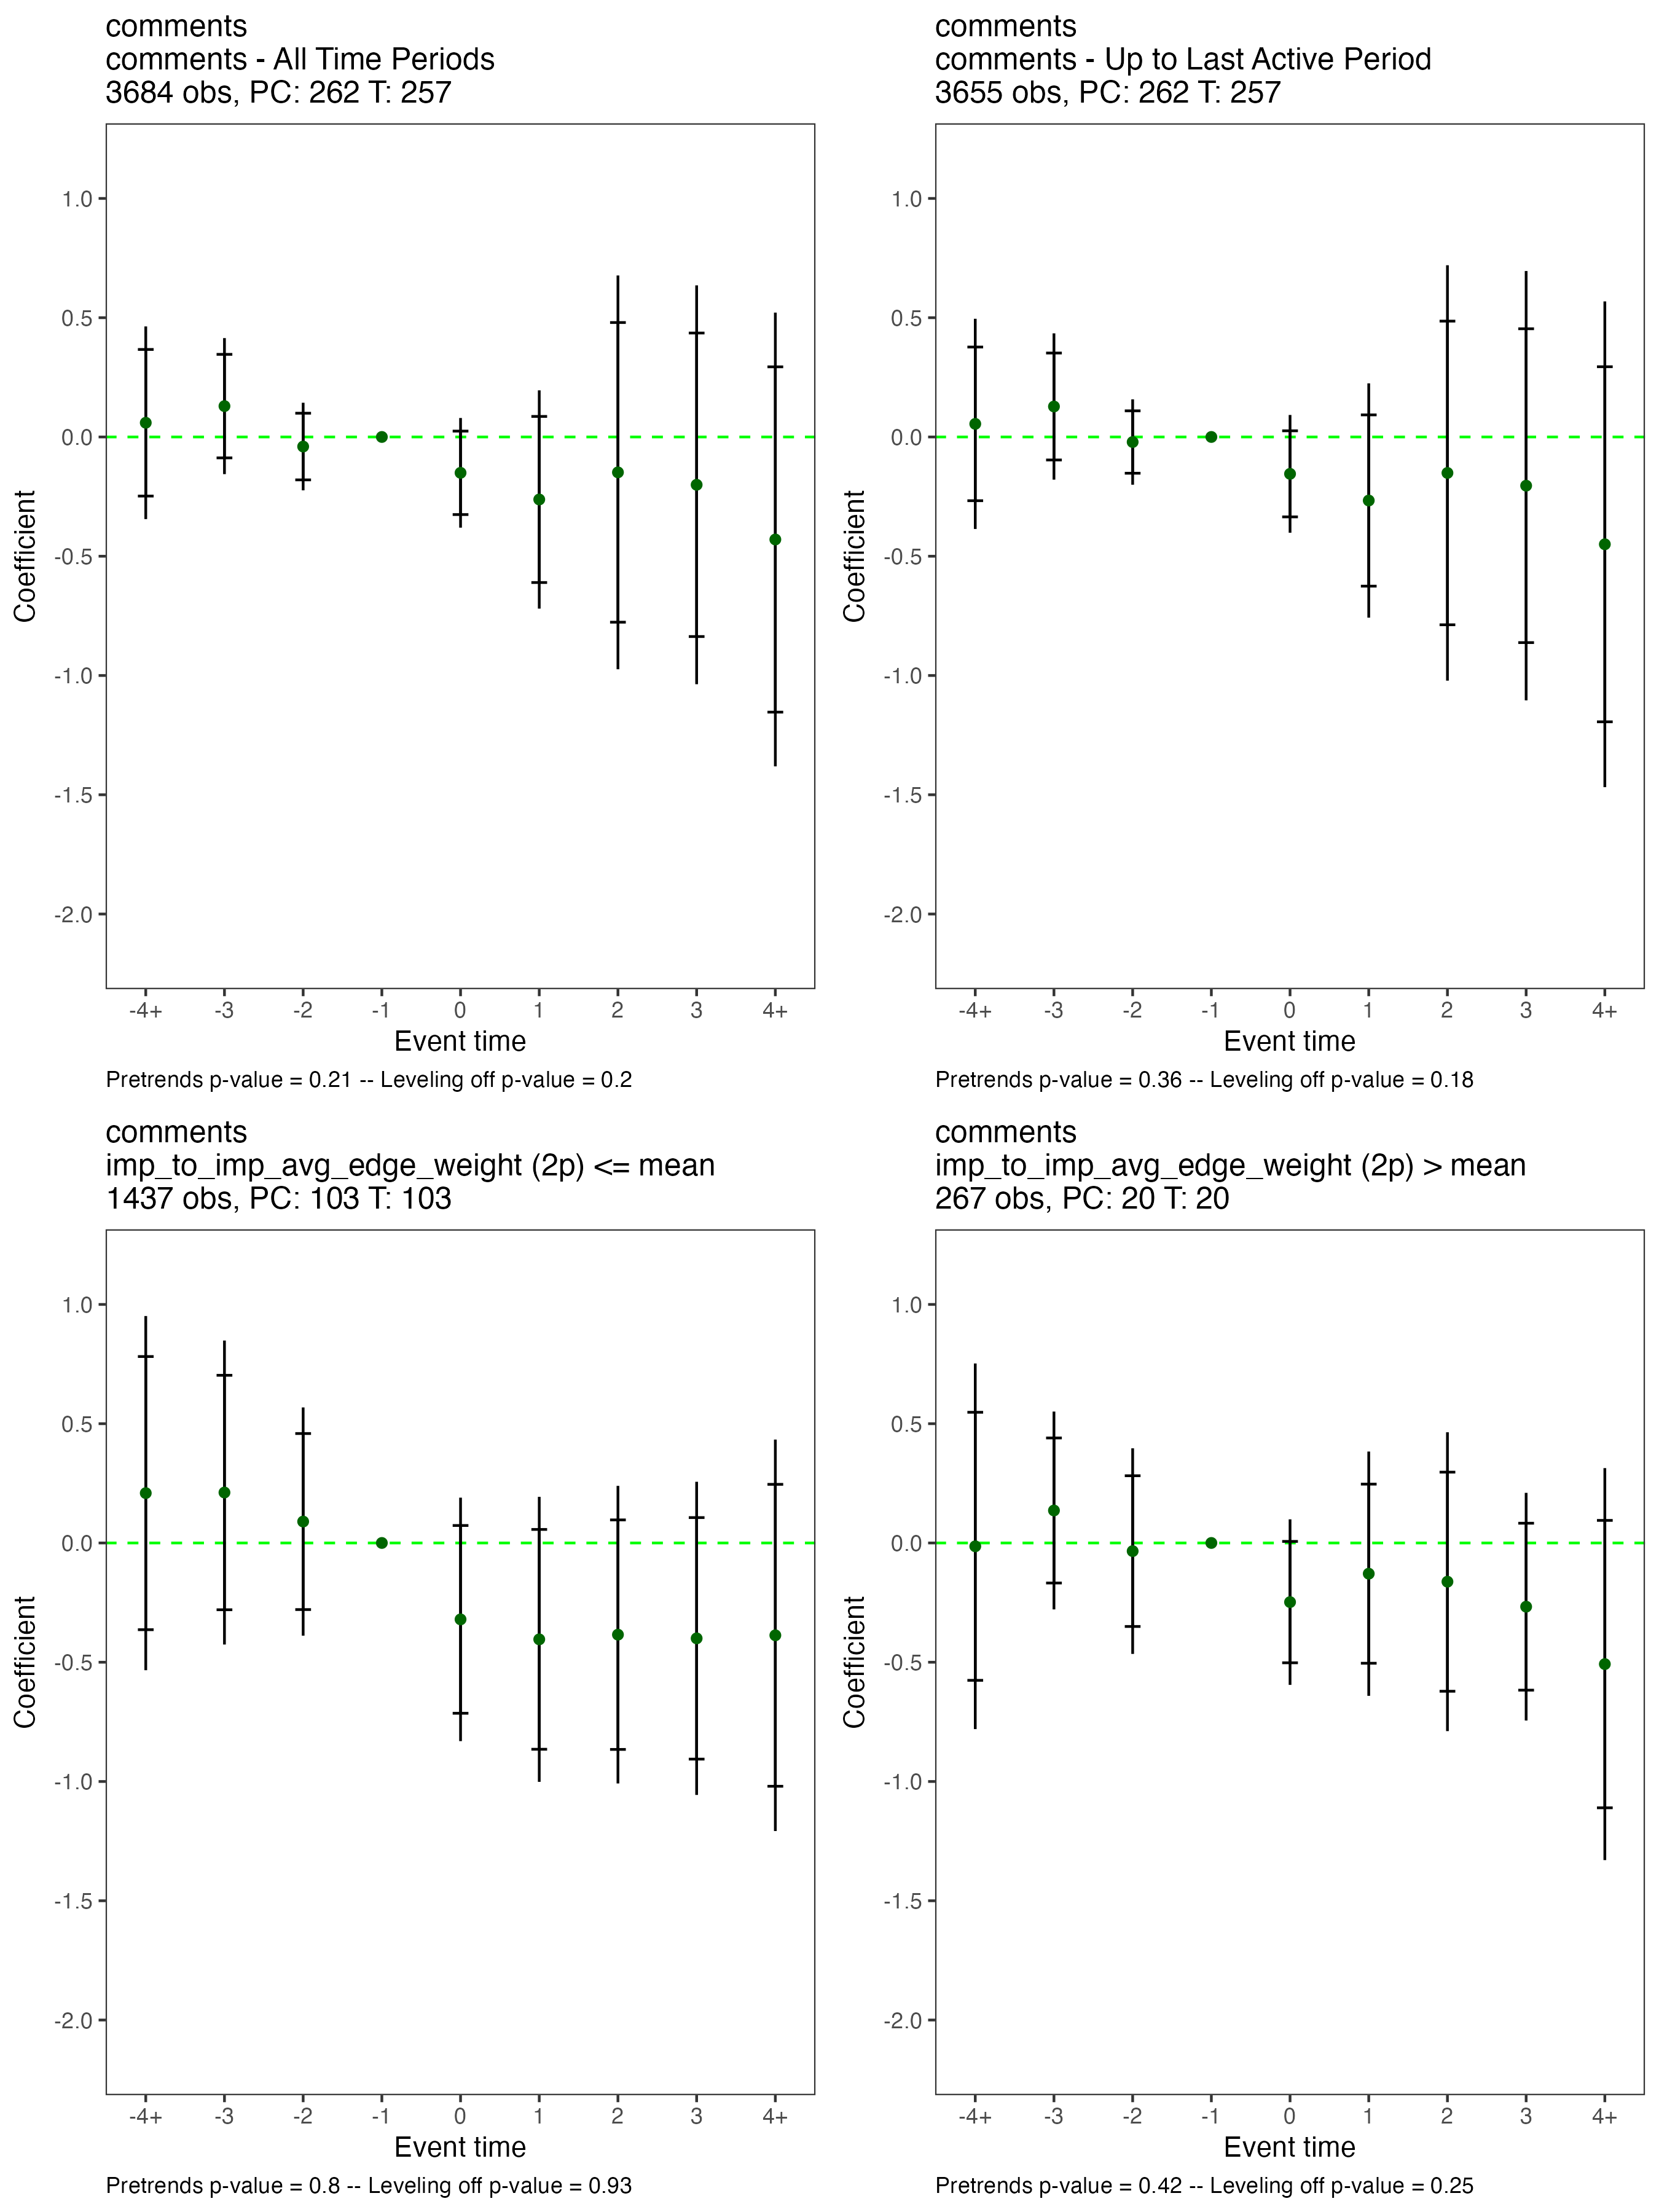 comments
comments - All Time Periods
3684 obs, PC: 262 T: 257
1.0
0.5
0.0
-0.5
-1.0
-1.5
-2.0
Coefficient
-4+ -3 -2 -1 0 1 2 3 4+
Event time
Pretrends p-value = 0.21 -- Leveling off p-value = 0.2
comments
comments - Up to Last Active Period
3655 obs, PC: 262 T: 257
1.0
0.5
0.0
-0.5
-1.0
-1.5
-2.0
Coefficient
-4+ -3 -2 -1 0 1 2 3 4+
Event time
Pretrends p-value = 0.36 -- Leveling off p-value = 0.18
comments
imp_to_imp_avg_edge_weight (2p) <= mean
1437 obs, PC: 103 T: 103
1.0
0.5
0.0
-0.5
-1.0
-1.5
-2.0
Coefficient
-4+ -3 -2 -1 0 1 2 3 4+
Event time
Pretrends p-value = 0.8 -- Leveling off p-value = 0.93
comments
imp_to_imp_avg_edge_weight (2p) > mean
267 obs, PC: 20 T: 20
1.0
0.5
0.0
-0.5
-1.0
-1.5
-2.0
Coefficient
-4+ -3 -2 -1 0 1 2 3 4+
Event time
Pretrends p-value = 0.42 -- Leveling off p-value = 0.25